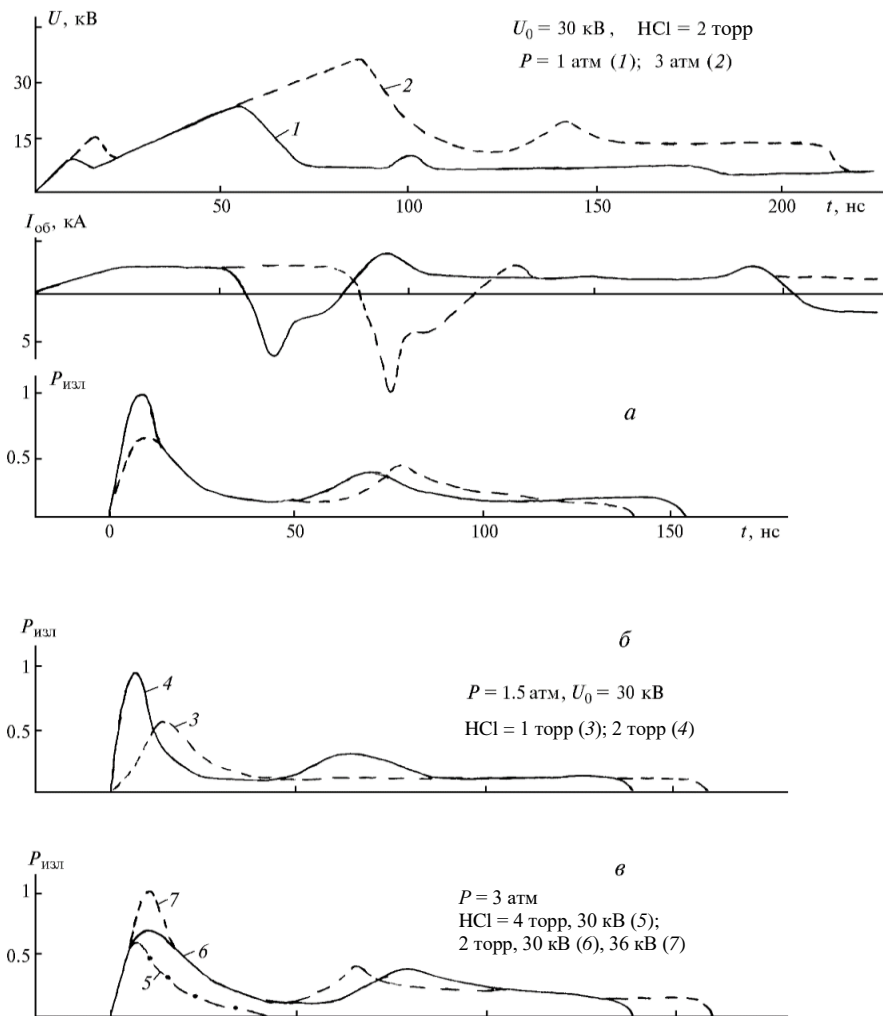 U, кВ
U₀ = 30 кВ, HCl = 2 торр
P = 1 атм (1); 3 атм (2)
30
2
1
15
50 100 150 200 t, нс
Iоб, кА
5
Pизл
1
а
0.5
0 50 100 150 t, нс
Pизл
б
1
4
P = 1.5 атм, U₀ = 30 кВ
3
0.5
HCl = 1 торр (3); 2 торр (4)
Pизл
в
1
7
P = 3 атм
HCl = 4 торр, 30 кВ (5);
6
2 торр, 30 кВ (6), 36 кВ (7)
0.5
5